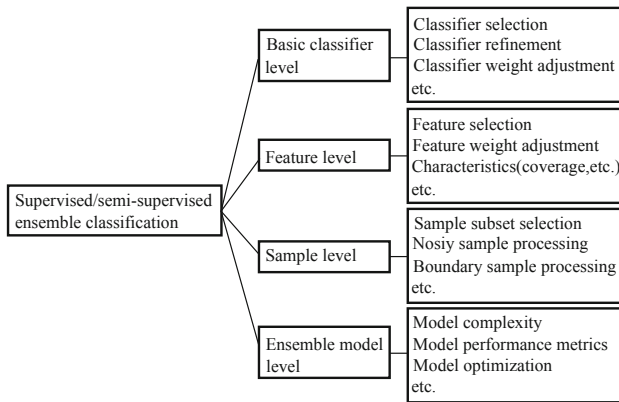 Supervised/semi-supervised
ensemble classification
Basic classifier
level
Classifier selection
Classifier refinement
Classifier weight adjustment
etc.
Feature level
Feature selection
Feature weight adjustment
Characteristics(coverage,etc.)
etc.
Sample level
Sample subset selection
Nosiy sample processing
Boundary sample processing
etc.
Ensemble model
level
Model complexity
Model performance metrics
Model optimization
etc.